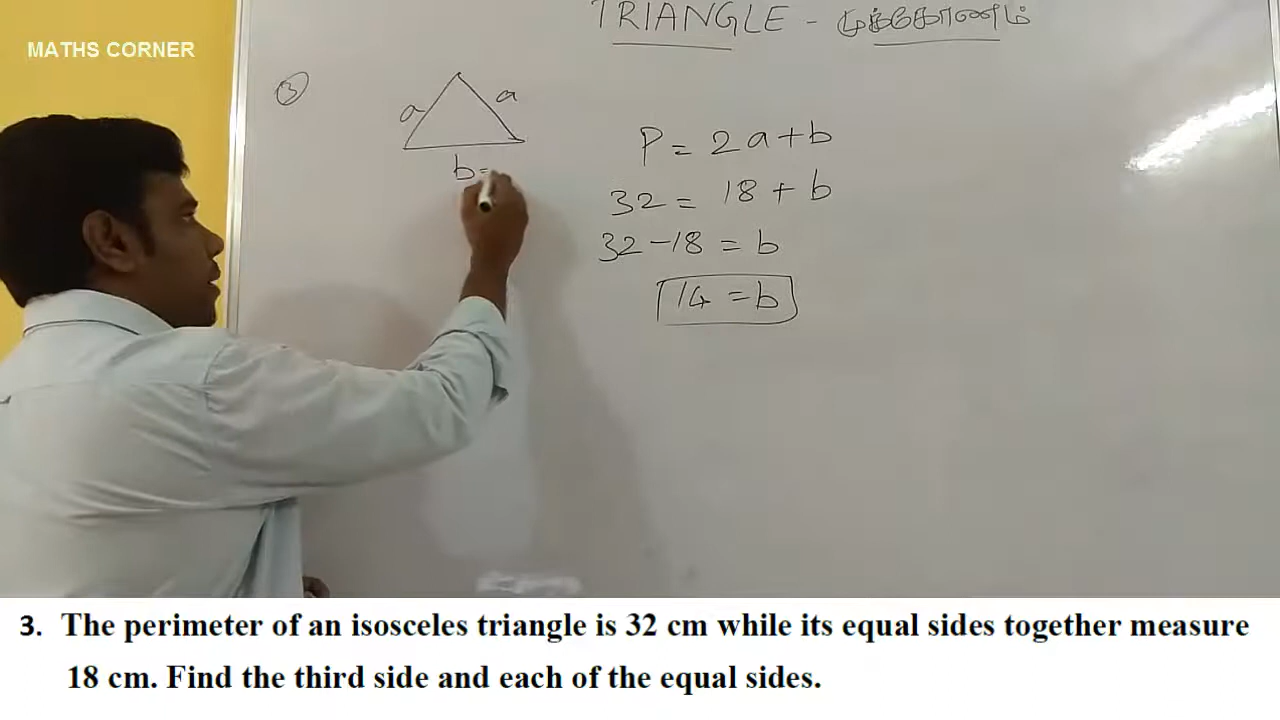 TRIANGLE - முக்கோணம்
MATHS CORNER
3
a
a
b =
P = 2a + b
32 = 18 + b
32 - 18 = b
14 = b
3. The perimeter of an isosceles triangle is 32 cm while its equal sides together measure
18 cm. Find the third side and each of the equal sides.